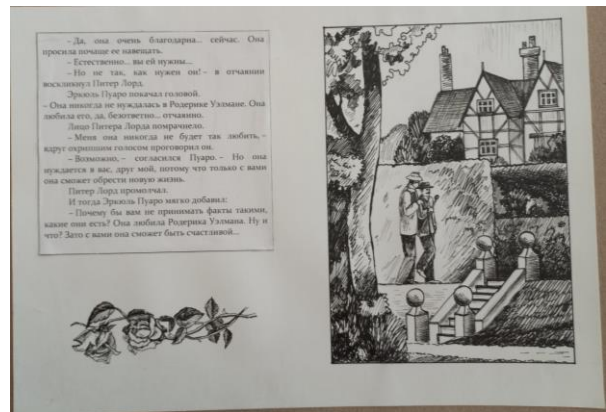 – Да, она очень благодарна... сейчас. Она
просила почаще ее навещать.
– Естественно... вы ей нужны...
– Но не так, как нужен он! – в отчаянии
воскликнул Питер Лорд.
Эркюль Пуаро покачал головой.
– Она никогда не нуждалась в Родерике Уэлмане. Она
любила его, да, безответно... отчаянно.
Лицо Питера Лорда помрачнело.
– Меня она никогда не будет так любить, –
вдруг охрипшим голосом проговорил он.
– Возможно, – согласился Пуаро. – Но она
нуждается в вас, друг мой, потому что только с вами
она сможет обрести новую жизнь.
Питер Лорд промолчал.
И тогда Эркюль Пуаро мягко добавил:
– Почему бы вам не принимать факты такими,
какие они есть? Она любила Родерика Уэлмана. Ну и
что? Зато с вами она сможет быть счастливой...